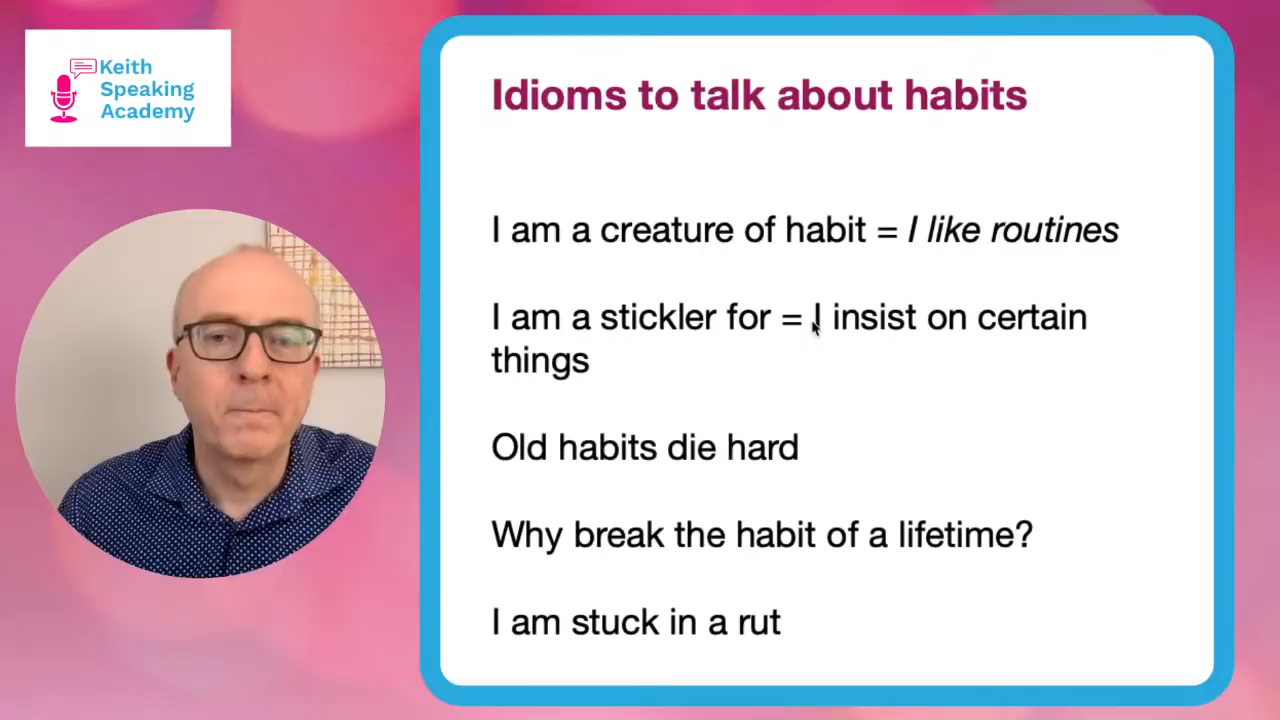 Keith
Speaking
Academy
Idioms to talk about habits
I am a creature of habit = I like routines
I am a stickler for = I insist on certain
things
Old habits die hard
Why break the habit of a lifetime?
I am stuck in a rut